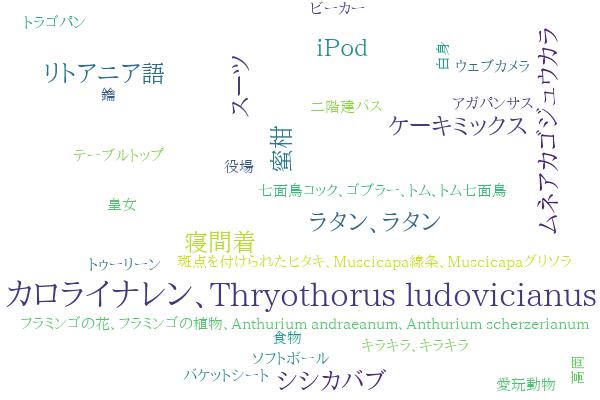 ビーカー
トラゴパン
iPod
白身
ムネアカゴジュウカラ
スーツ
ウェブカメラ
リトアニア語
鑰
二階建バス
アガパンサス
ケーキミックス
蜜柑
テーブルトップ
役場
七面鳥コック、ゴブラー、トム、トム七面鳥
皇女
ラタン、ラタン
寝間着
トゥーリーン
斑点を付けられたヒタキ、Muscicapa綿条、Muscicapaグリソラ
カロライナレン、Thryothorus ludovicianus
フラミンゴの花、フラミンゴの植物、Anthurium andraeanum、Anthurium scherzerianum
食物
キラキラ、キラキラ
ソフトボール
バケットシート
シシカバブ
愛玩動物